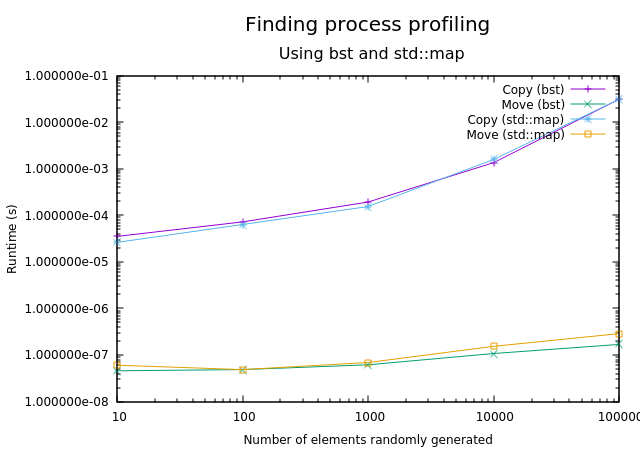 Finding process profiling
Using bst and std::map
1.000000e-01
1.000000e-02
1.000000e-03
1.000000e-04
1.000000e-05
1.000000e-06
1.000000e-07
1.000000e-08
Runtime (s)
Copy (bst)
Move (bst)
Copy (std::map)
Move (std::map)
10 100 1000 10000 100000
Number of elements randomly generated